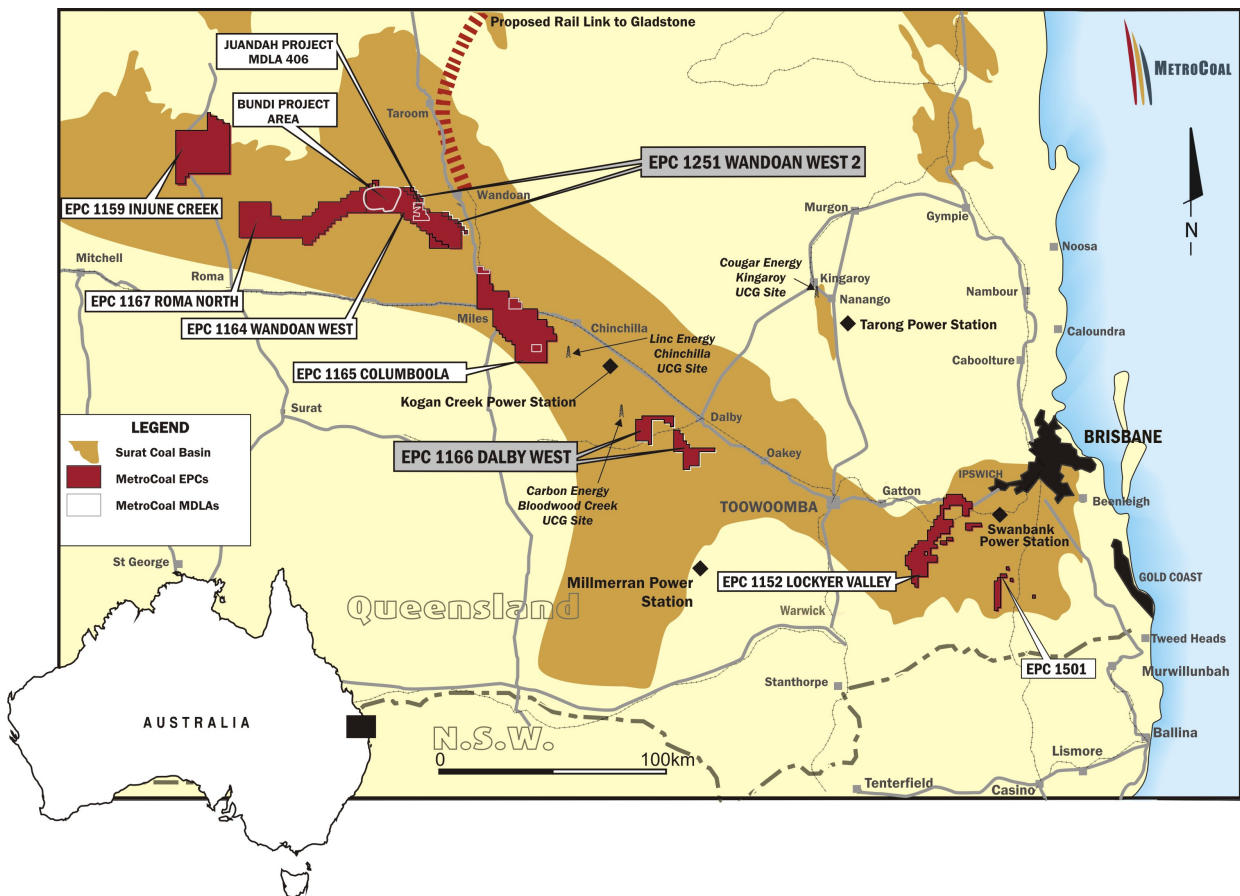 Proposed Rail Link to Gladstone
METROCOAL
JUANDAH PROJECT
MDLA 406
BUNDI PROJECT
AREA
Taroom
EPC 1251 WANDOAN WEST 2
Wandoan
EPC 1159 INJUNE CREEK
Murgon
Gympie
N
Noosa
Mitchell
Roma
Cougar Energy
Kingaroy
UCG Site
Kingaroy
Nanango
Nambour
EPC 1167 ROMA NORTH
EPC 1164 WANDOAN WEST
Miles
Chinchilla
Tarong Power Station
Caloundra
Linc Energy
Chinchilla
UCG Site
Caboolture
EPC 1165 COLUMBOOLA
Kogan Creek Power Station
Surat
Dalby
LEGEND
Surat Coal Basin
MetroCoal EPCs
MetroCoal MDLAs
BRISBANE
EPC 1166 DALBY WEST
Oakey
IPSWICH
Carbon Energy
Bloodwood Creek
UCG Site
TOOWOOMBA
Gatton
Beenleigh
Swanbank
Power Station
St George
Millmerran Power
Station
EPC 1152 LOCKYER VALLEY
GOLD COAST
Queensland
Warwick
Tweed Heads
EPC 1501
Murwillunbah
Stanthorpe
AUSTRALIA
N.S.W.
Ballina
0 100km
Lismore
Tenterfield
Casino